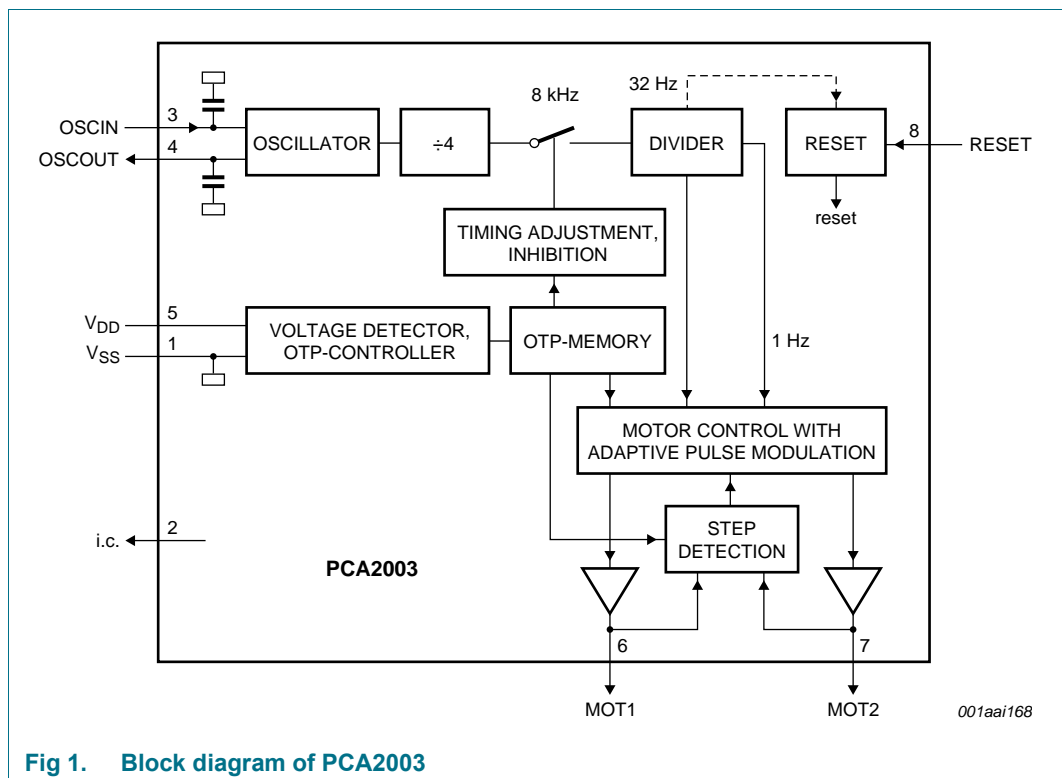 32 Hz
8 kHz
3
OSCIN
OSCILLATOR
÷4
DIVIDER
RESET
8
RESET
4
OSCOUT
reset
TIMING ADJUSTMENT,
INHIBITION
5
VDD
VOLTAGE DETECTOR,
OTP-CONTROLLER
OTP-MEMORY
1
VSS
1 Hz
MOTOR CONTROL WITH
ADAPTIVE PULSE MODULATION
2
i.c.
STEP
DETECTION
PCA2003
6
7
MOT1
MOT2
001aai168
Fig 1. Block diagram of PCA2003